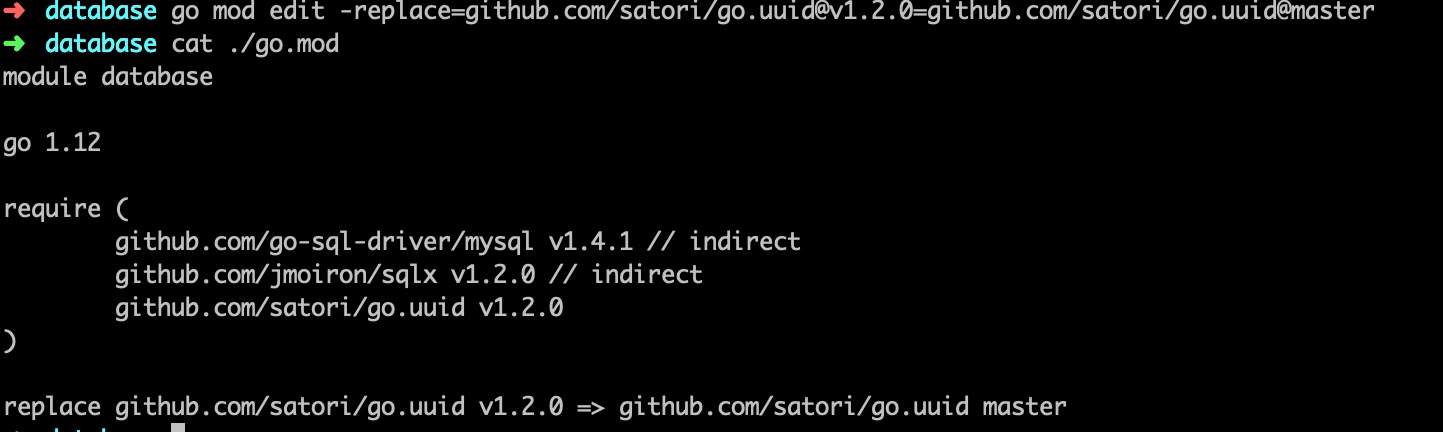 ➜ database go mod edit -replace=github.com/satori/go.uuid@v1.2.0=github.com/satori/go.uuid@master
➜ database cat ./go.mod
module database
go 1.12
require (
github.com/go-sql-driver/mysql v1.4.1 // indirect
github.com/jmoiron/sqlx v1.2.0 // indirect
github.com/satori/go.uuid v1.2.0
)
replace github.com/satori/go.uuid v1.2.0 => github.com/satori/go.uuid master